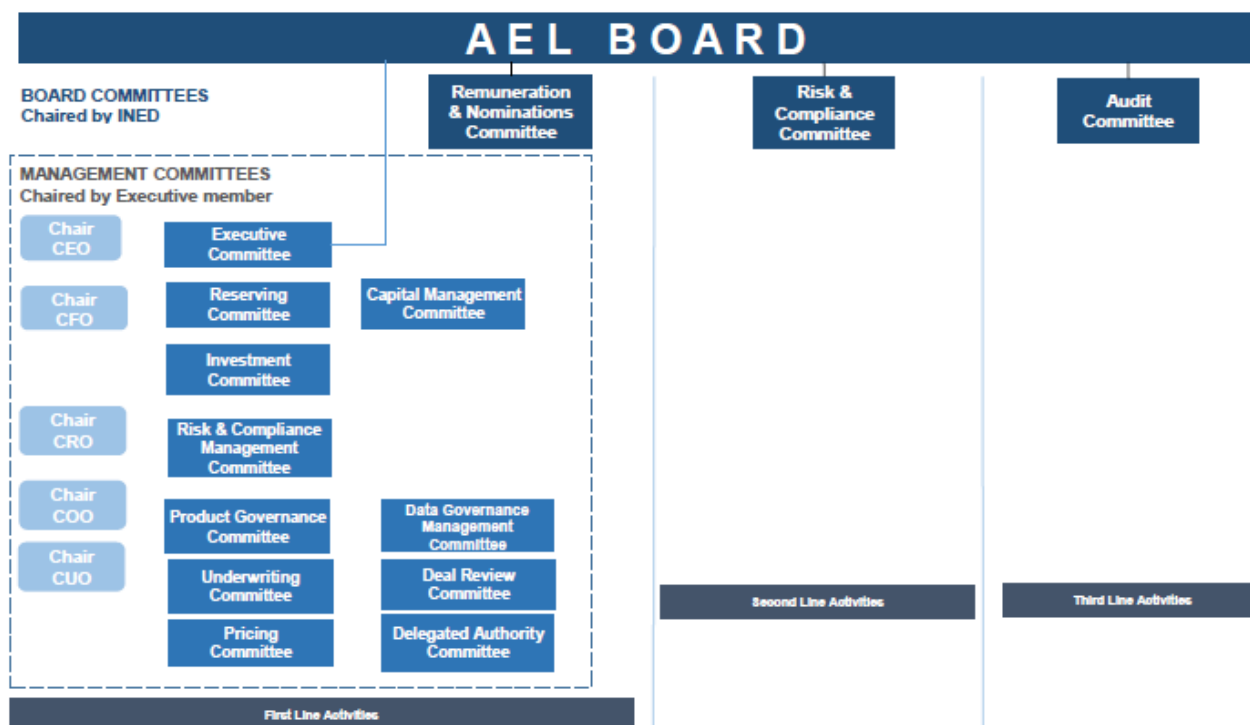 AEL BOARD
BOARD COMMITTEES
Chaired by INED
Remuneration
& Nominations
Committee
Risk &
Compliance
Committee
Audit
Committee
MANAGEMENT COMMITTEES
Chaired by Executive member
Chair
CEO
Executive
Committee
Chair
CFO
Reserving
Committee
Capital Management
Committee
Investment
Committee
Chair
CRO
Risk & Compliance
Management
Committee
Chair
COO
Product Governance
Committee
Data Governance
Management
Committee
Chair
CUO
Underwriting
Committee
Deal Review
Committee
Pricing
Committee
Delegated Authority
Committee
Second Line Activities
Third Line Activities
First Line Activities